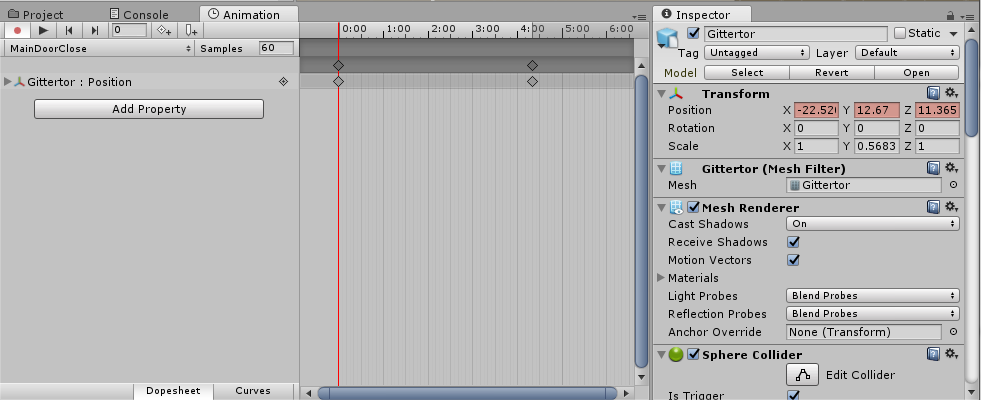 Project Console Animation
0 0:00 1:00 2:00 3:00 4:00 5:00 6:00
MainDoorClose Samples 60
Gittertor : Position
Add Property
Dopesheet Curves
Inspector
Gittertor Static
Tag Untagged Layer Default
Model Select Revert Open
Transform
Position X -22.52 Y 12.67 Z 11.365
Rotation X 0 Y 0 Z 0
Scale X 1 Y 0.5683 Z 1
Gittertor (Mesh Filter)
Mesh Gittertor
Mesh Renderer
Cast Shadows On
Receive Shadows
Motion Vectors
Materials
Light Probes Blend Probes
Reflection Probes Blend Probes
Anchor Override None (Transform)
Sphere Collider
Edit Collider
Is Trigger